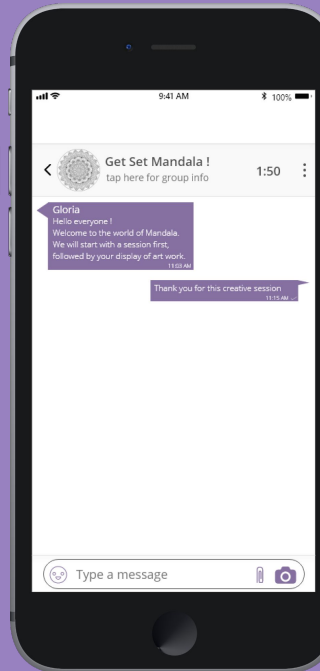 9:41 AM
100%
Get Set Mandala !
tap here for group info
1:50
Gloria
Hello everyone !
Welcome to the world of Mandala.
We will start with a session first,
followed by your display of art work.
11:03 AM
Thank you for this creative session
11:15 AM
Type a message